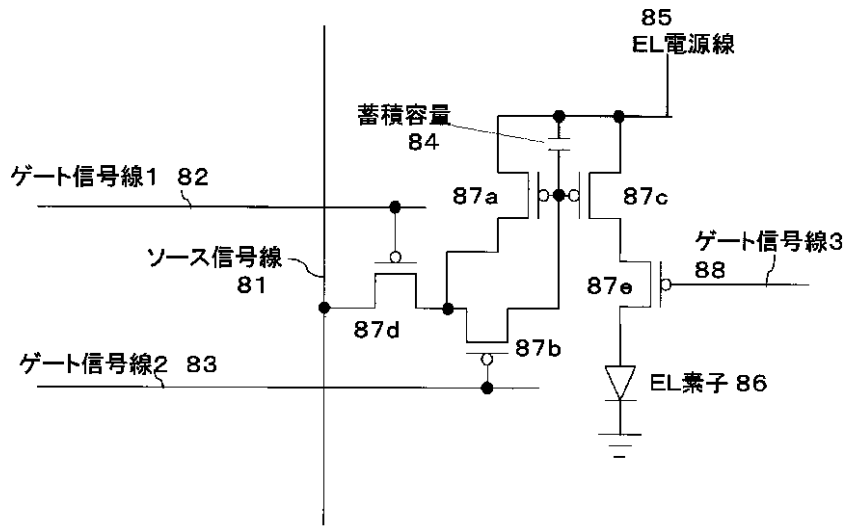 85
EL電源線
蓄積容量
84
ゲート信号線1 82
87a
87c
ソース信号線
81
ゲート信号線3
88
87e
87d
87b
ゲート信号線2 83
EL素子 86